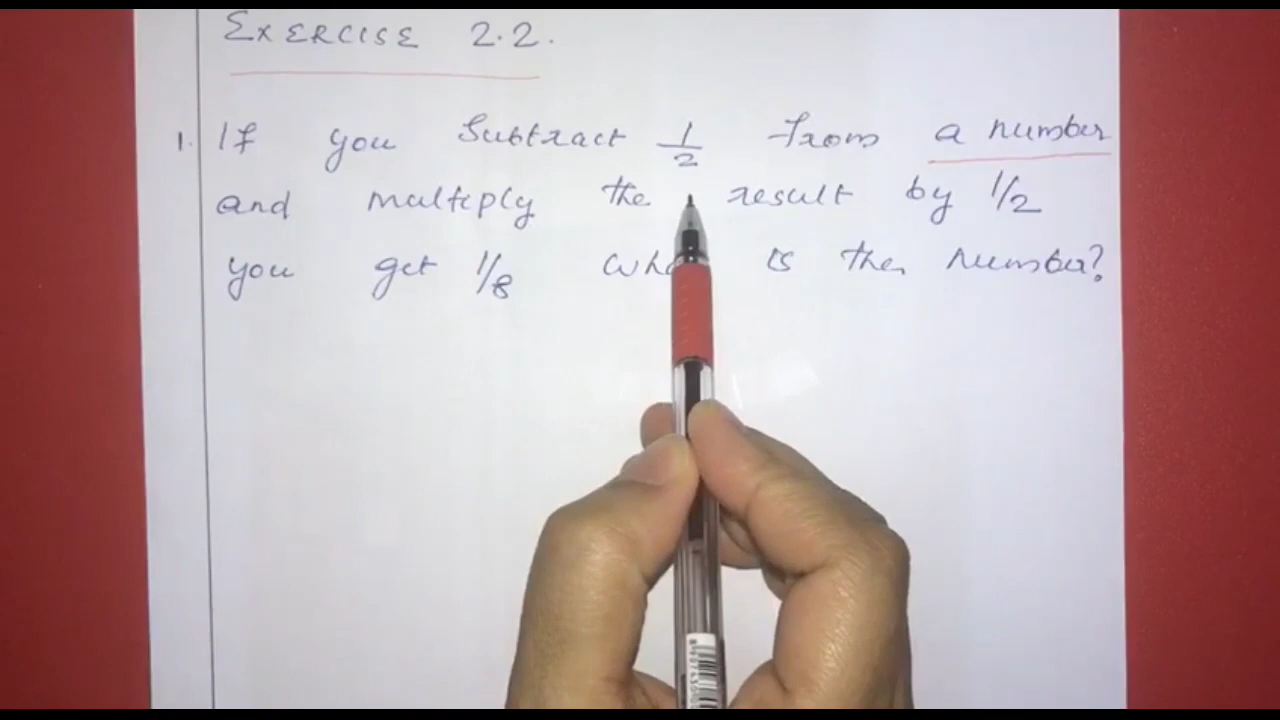 EXERCISE 2.2.
1. If you subtract 1/2 from a number
and multiply the result by 1/2
you get 1/8 is the number?